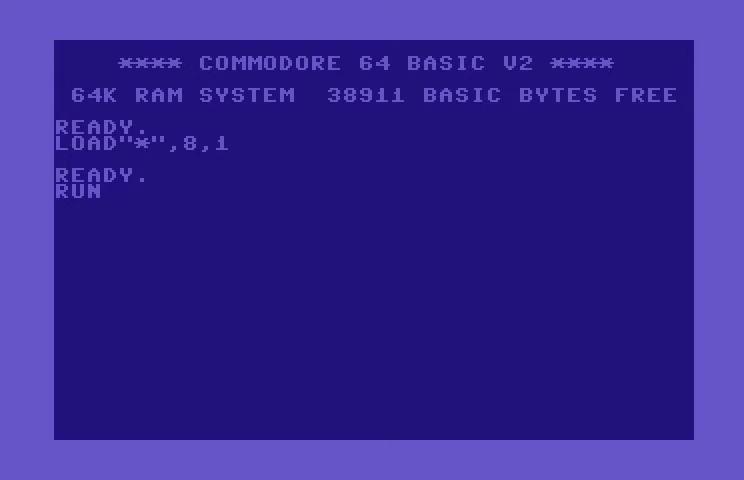 **** COMMODORE 64 BASIC V2 ****
64K RAM SYSTEM  38911 BASIC BYTES FREE
READY.
LOAD"*",8,1
READY.
RUN